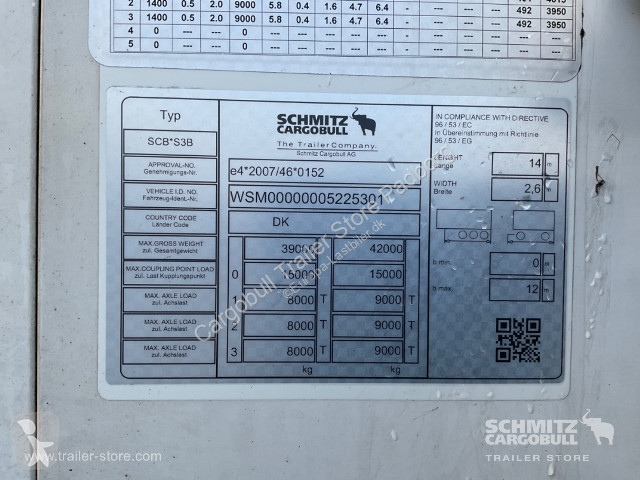 2 1400 0.5 2.0 9000 5.8 0.4 1.6 4.7 6.4 - --- --- --- ---
3 1400 0.5 2.0 9000 5.8 0.4 1.6 4.7 6.4 - --- --- 492 3950
4 0 --- --- 0 --- --- --- --- --- - --- --- 492 3950
5 0 --- --- 0 --- --- --- --- --- - --- --- --- ---
Typ
SCB*S3B
APPROVAL-NO.
Genehmigungs-Nr.
VEHICLE I.D. NO.
Fahrzeug-Ident.-Nr.
COUNTRY CODE
Länder Code
MAX.GROSS WEIGHT
zul. Gesamtgewicht
MAX.COUPLING POINT LOAD
zul. Last Kupplungspunkt
MAX. AXLE LOAD
zul. Achslast
MAX. AXLE LOAD
zul. Achslast
MAX. AXLE LOAD
zul. Achslast
SCHMITZ
CARGOBULL
The Trailer Company.
Schmitz Cargobull AG
e4*2007/46*0152
WSM00000005225301
DK
39000 42000
0 15000 15000
1 8000 T 9000 T
2 8000 T 9000 T
3 8000 T 9000 T
kg kg
IN COMPLIANCE WITH DIRECTIVE
96 / 53 / EC
In Übereinstimmung mit Richtlinie
96 / 53 / EG
LENGHT
Länge
14 m
WIDTH
Breite
2,6 m
h min. 0 m
h max. 12 m
Cargobull Trailer Store Padborg
Europa-Lastbiler.dk
www.trailer-store.com
SCHMITZ
CARGOBULL
TRAILER STORE